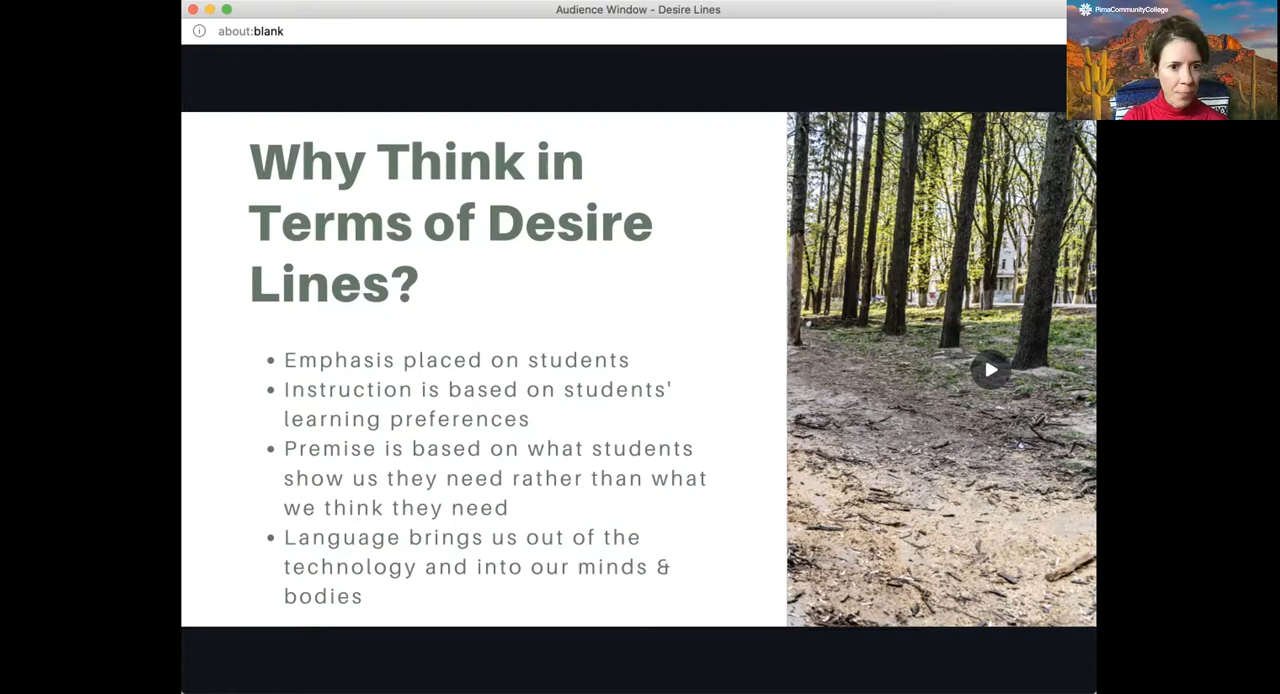 Audience Window - Desire Lines
about:blank
PimaCommunityCollege
Why Think in
Terms of Desire
Lines?
• Emphasis placed on students
• Instruction is based on students'
learning preferences
• Premise is based on what students
show us they need rather than what
we think they need
• Language brings us out of the
technology and into our minds &
bodies